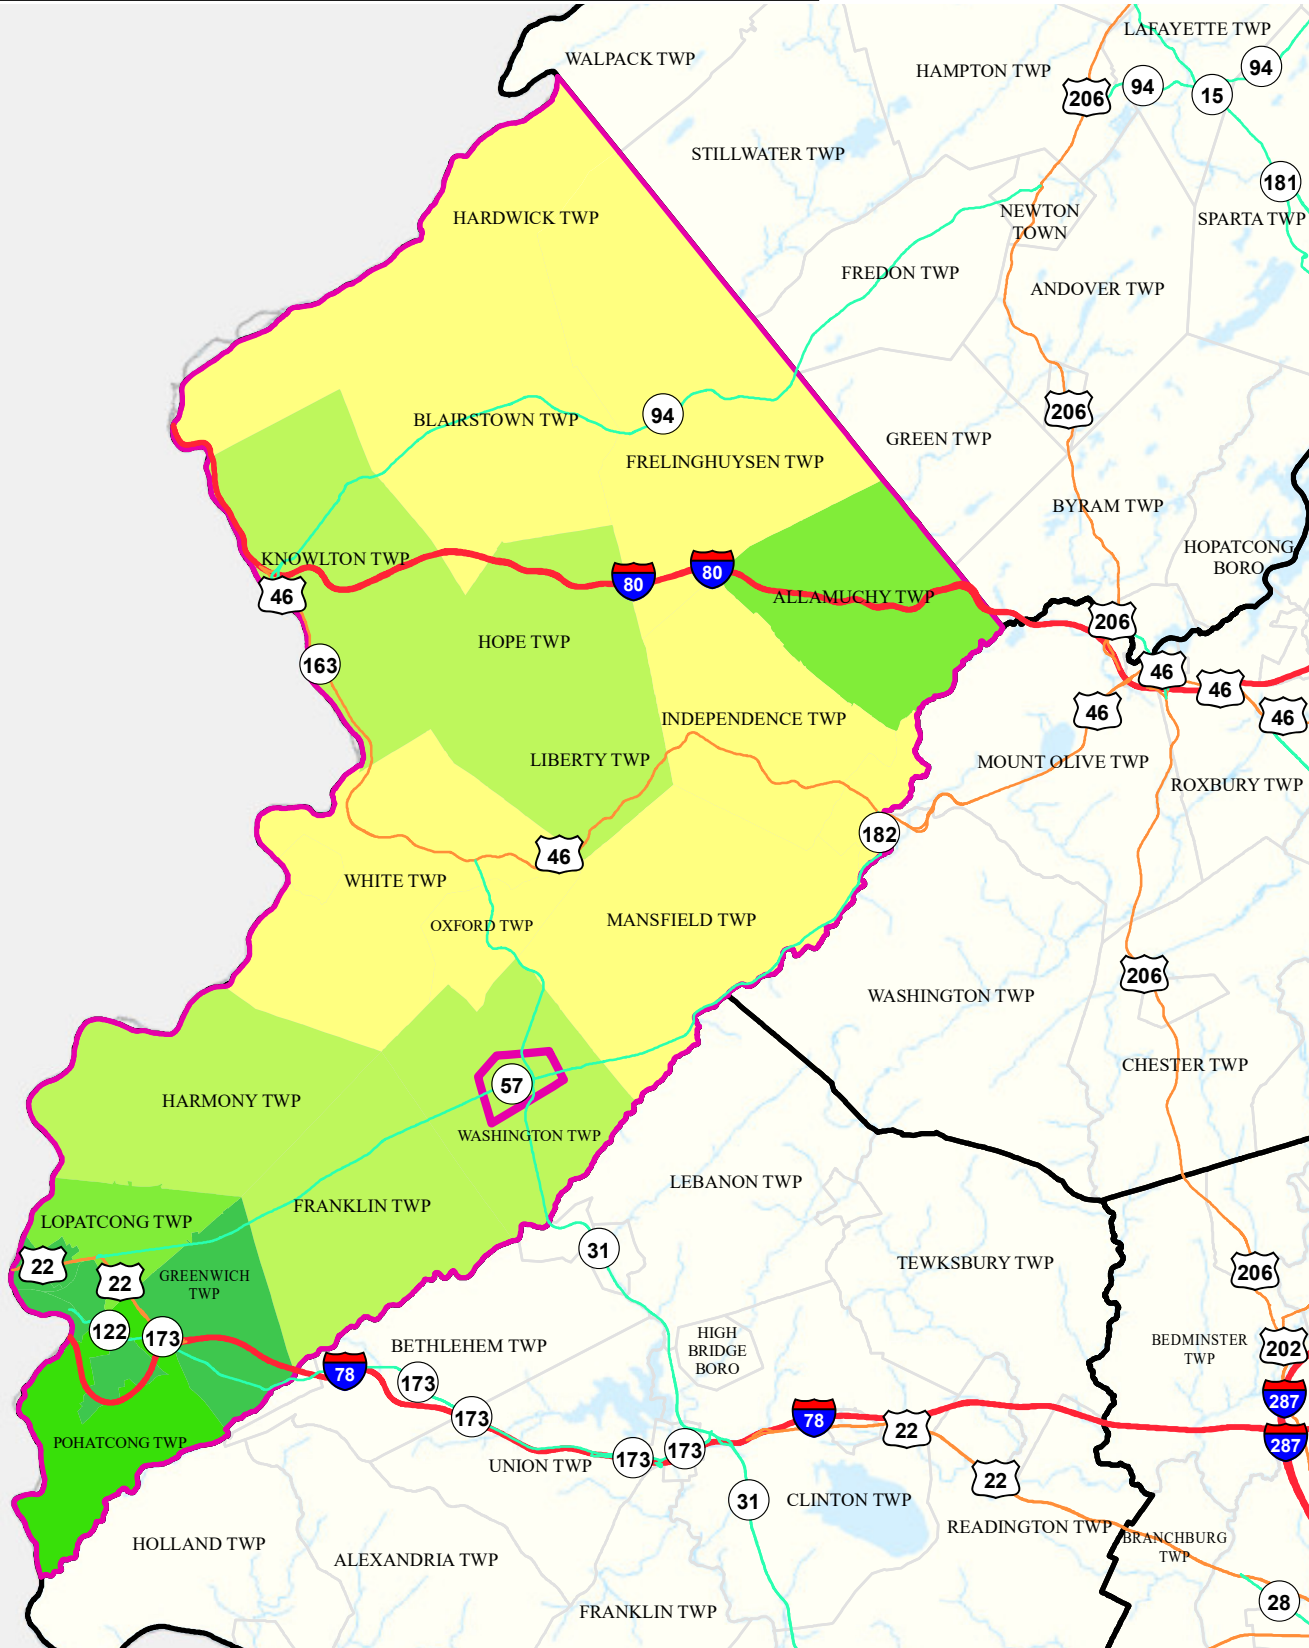 LAFAYETTE TWP
WALPACK TWP
HAMPTON TWP
94
206
94
15
STILLWATER TWP
181
HARDWICK TWP
NEWTON
TOWN
SPARTA TWP
FREDON TWP
ANDOVER TWP
206
94
BLAIRSTOWN TWP
GREEN TWP
FRELINGHUYSEN TWP
BYRAM TWP
HOPATCONG
BORO
KNOWLTON TWP
80
80
46
ALLAMUCHY TWP
206
HOPE TWP
163
46
46
46
46
INDEPENDENCE TWP
LIBERTY TWP
MOUNT OLIVE TWP
ROXBURY TWP
182
46
WHITE TWP
OXFORD TWP
MANSFIELD TWP
206
WASHINGTON TWP
CHESTER TWP
57
HARMONY TWP
WASHINGTON TWP
LEBANON TWP
FRANKLIN TWP
LOPATCONG TWP
31
22
22
GREENWICH
TWP
TEWKSBURY TWP
206
122
173
BETHLEHEM TWP
HIGH
BRIDGE
BORO
BEDMINSTER
TWP
202
78
173
287
173
78
22
POHATCONG TWP
287
UNION TWP
173
173
22
31
CLINTON TWP
READINGTON TWP
HOLLAND TWP
ALEXANDRIA TWP
BRANCHBURG
TWP
28
FRANKLIN TWP